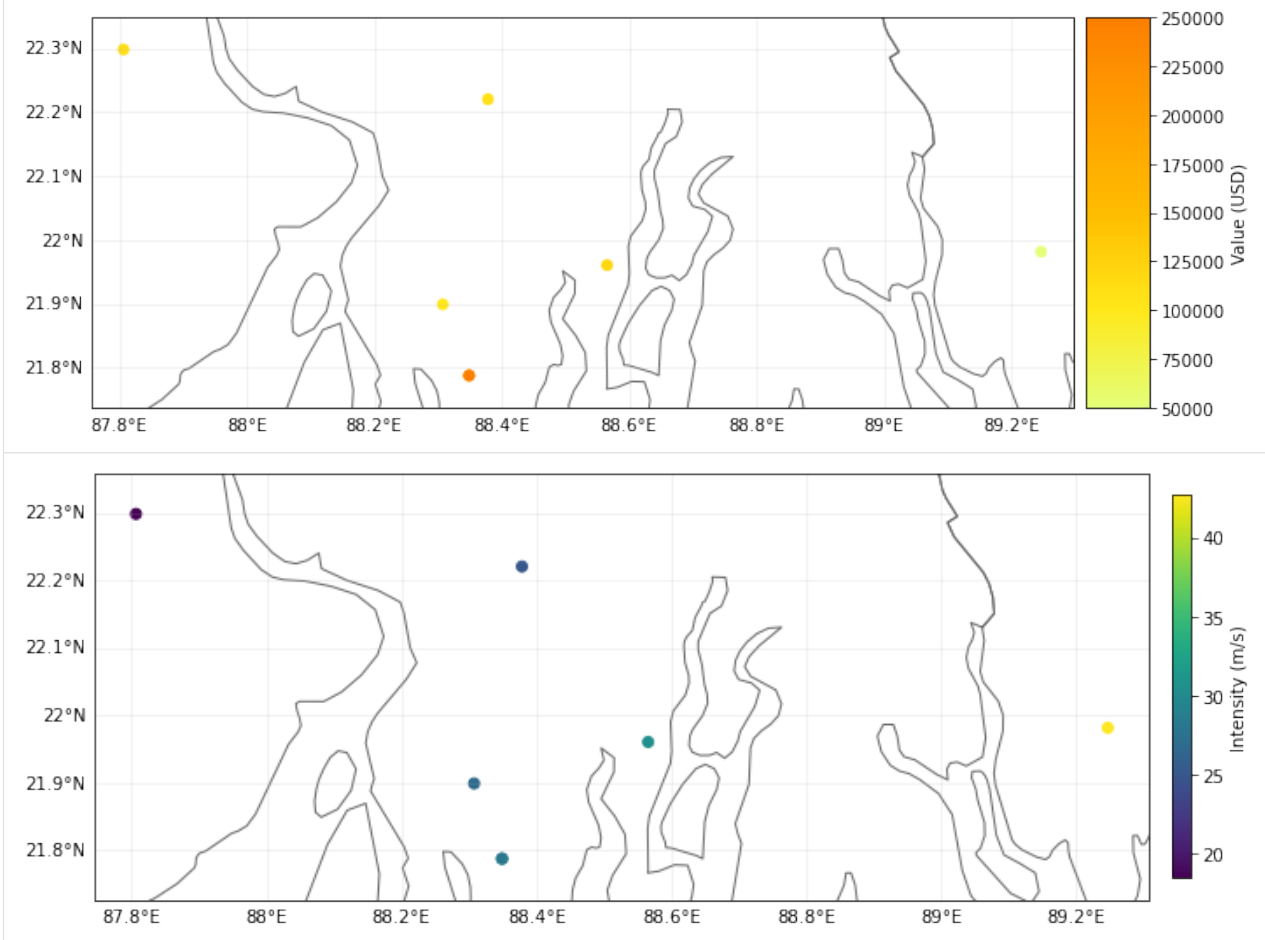 22.3°N
22.2°N
22.1°N
22°N
21.9°N
21.8°N
87.8°E 88°E 88.2°E 88.4°E 88.6°E 88.8°E 89°E 89.2°E
250000
225000
200000
175000
150000
125000
100000
75000
50000
Value (USD)
22.3°N
22.2°N
22.1°N
22°N
21.9°N
21.8°N
87.8°E 88°E 88.2°E 88.4°E 88.6°E 88.8°E 89°E 89.2°E
40
35
30
25
20
Intensity (m/s)